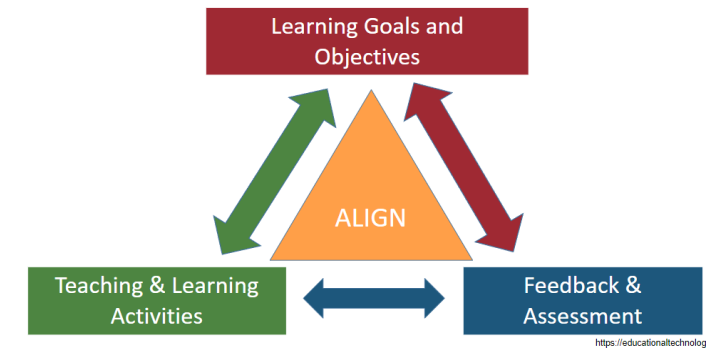 Learning Goals and
Objectives
ALIGN
Teaching & Learning
Activities
Feedback &
Assessment
https://educationaltechnolog